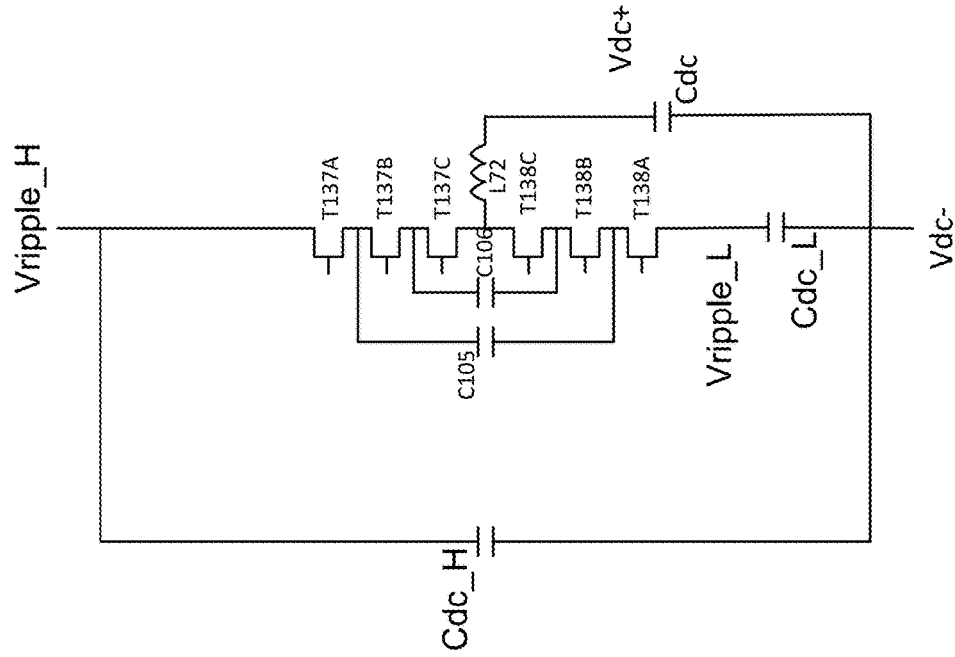 Vripple_H
Vdc+
Cdc
T137A
T137B
T137C
L72
T138C
T138B
T138A
C106
C105
Vripple_L
Cdc_L
Vdc-
Cdc_H